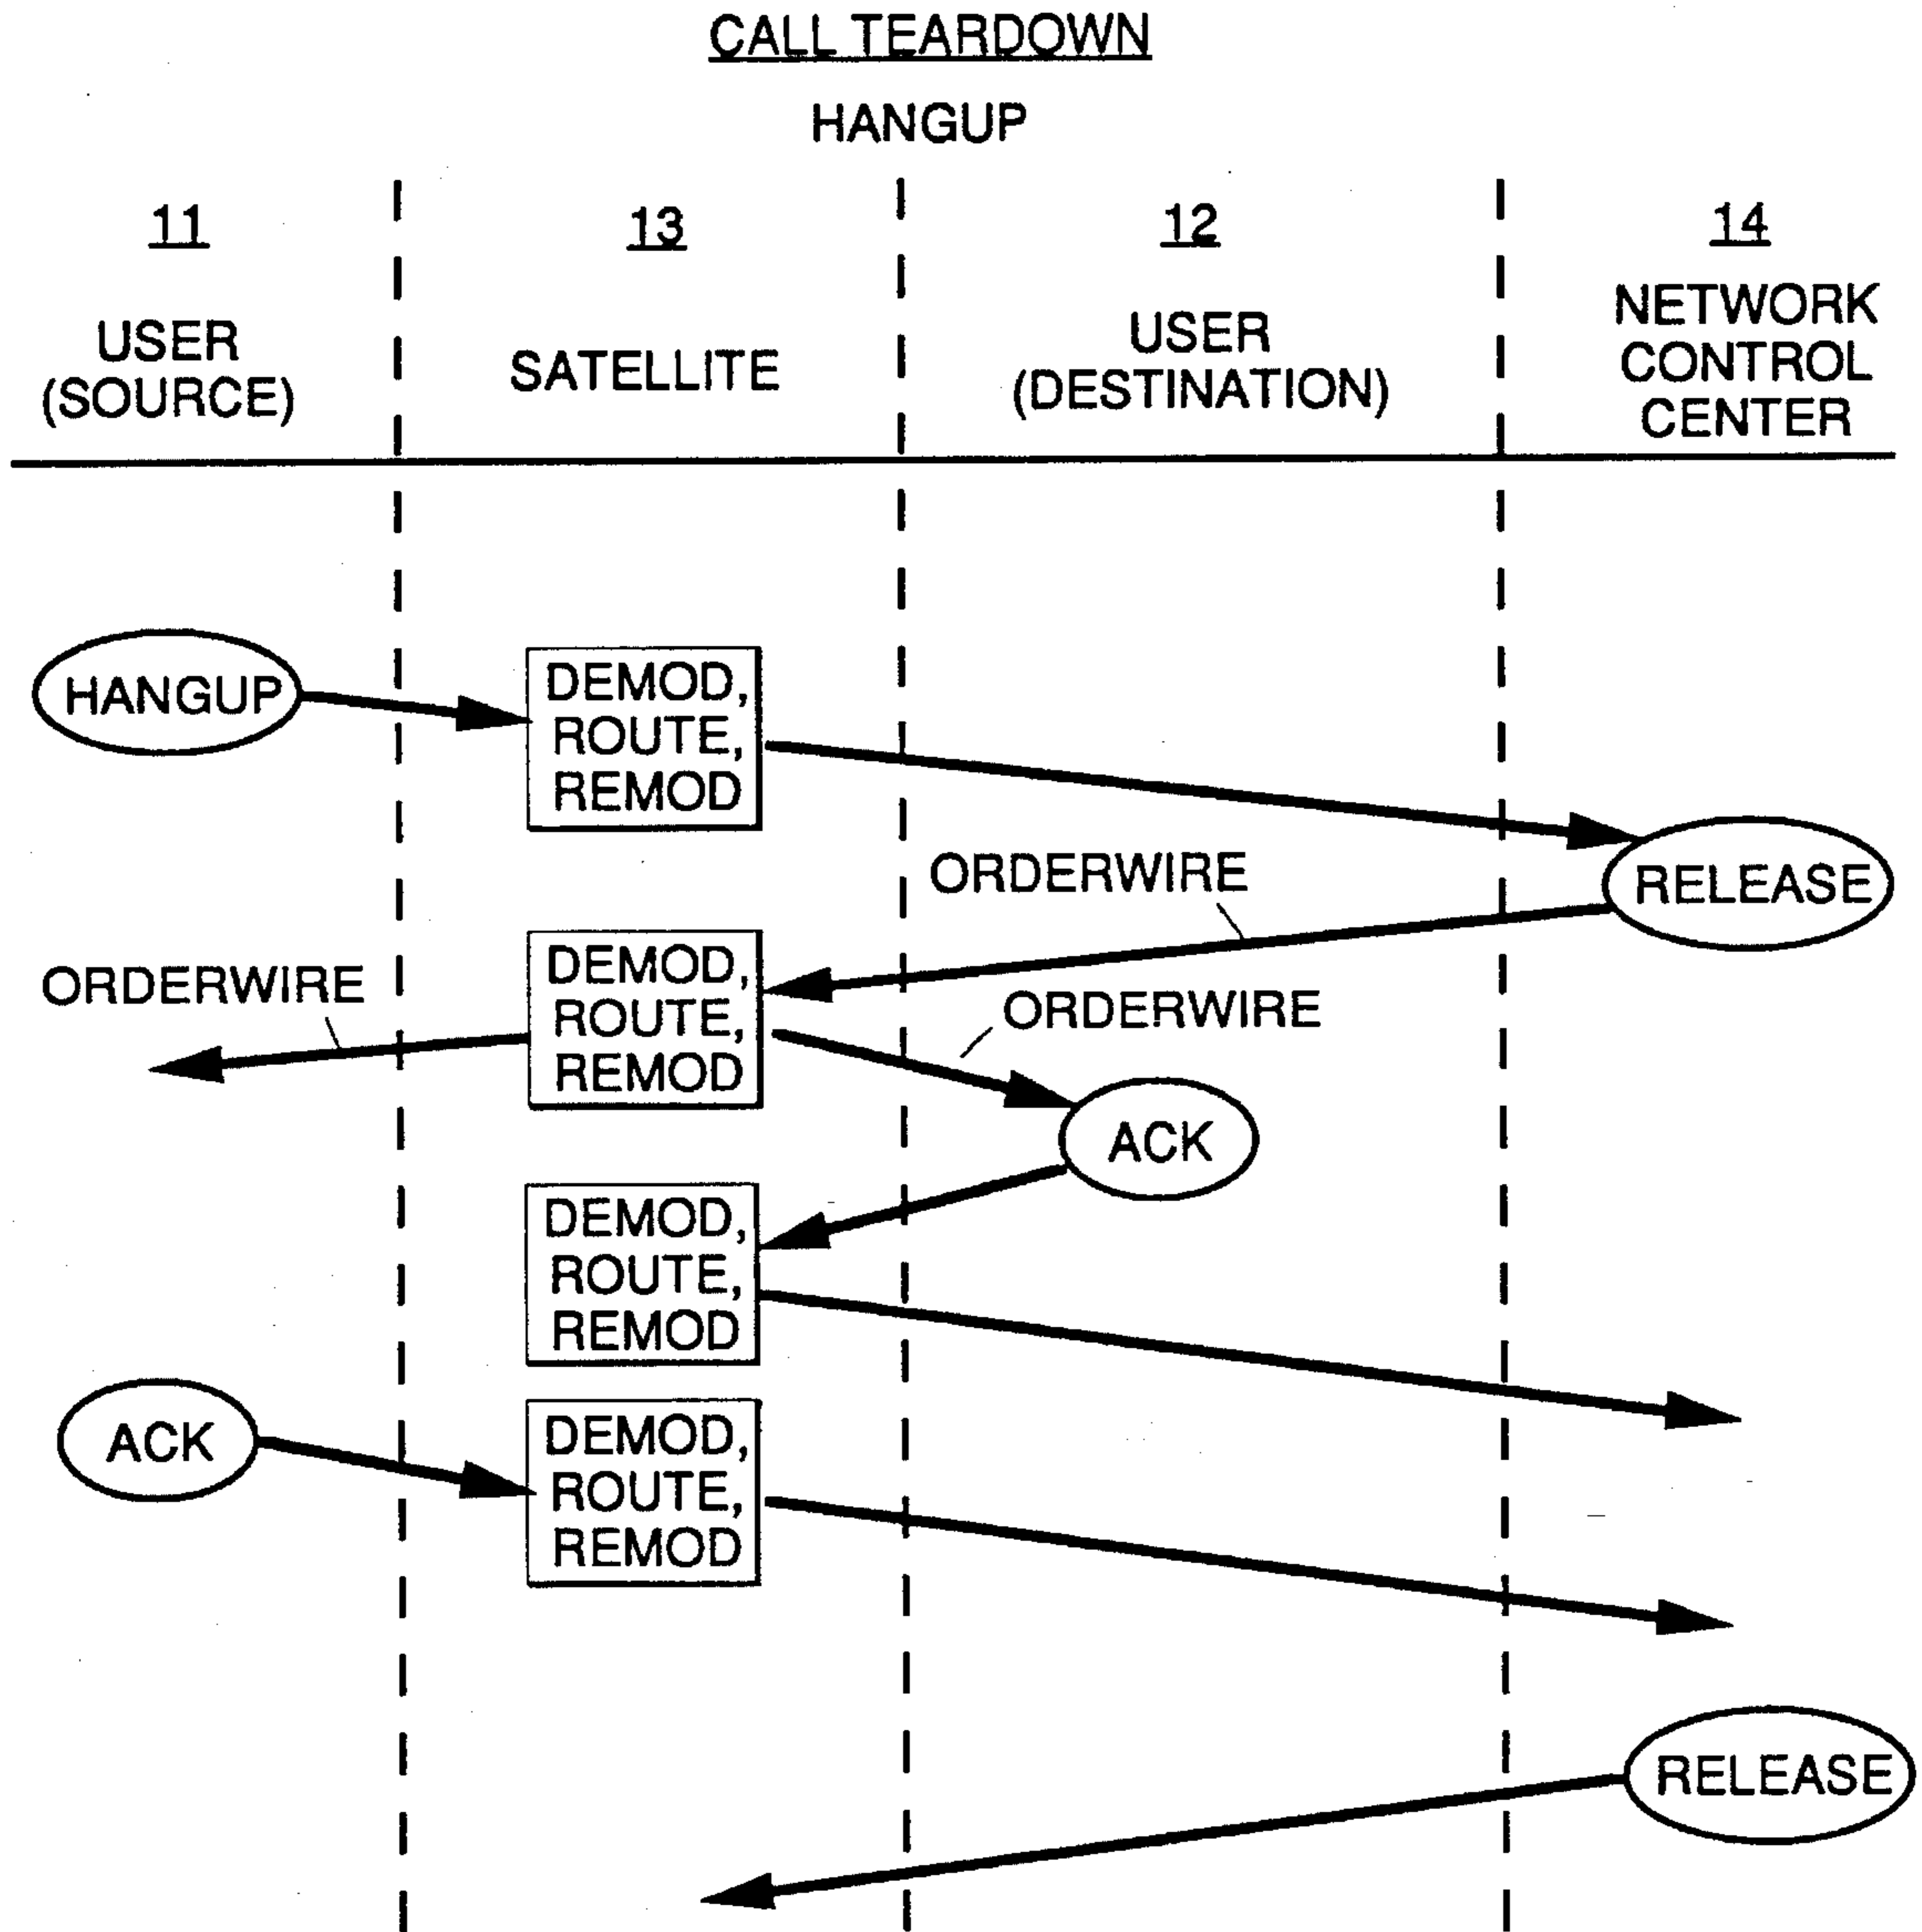 CALL TEARDOWN
HANGUP
11
13
12
14
USER
(SOURCE)
SATELLITE
USER
(DESTINATION)
NETWORK
CONTROL
CENTER
HANGUP
DEMOD,
ROUTE,
REMOD
RELEASE
ORDERWIRE
DEMOD,
ROUTE,
REMOD
ORDERWIRE
ORDERWIRE
ACK
DEMOD,
ROUTE,
REMOD
ACK
DEMOD,
ROUTE,
REMOD
RELEASE